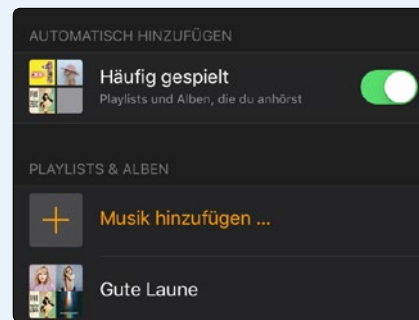 AUTOMATISCH HINZUFÜGEN
Häufig gespielt
Playlists und Alben, die du anhörst
PLAYLISTS & ALBEN
Musik hinzufügen ...
Gute Laune